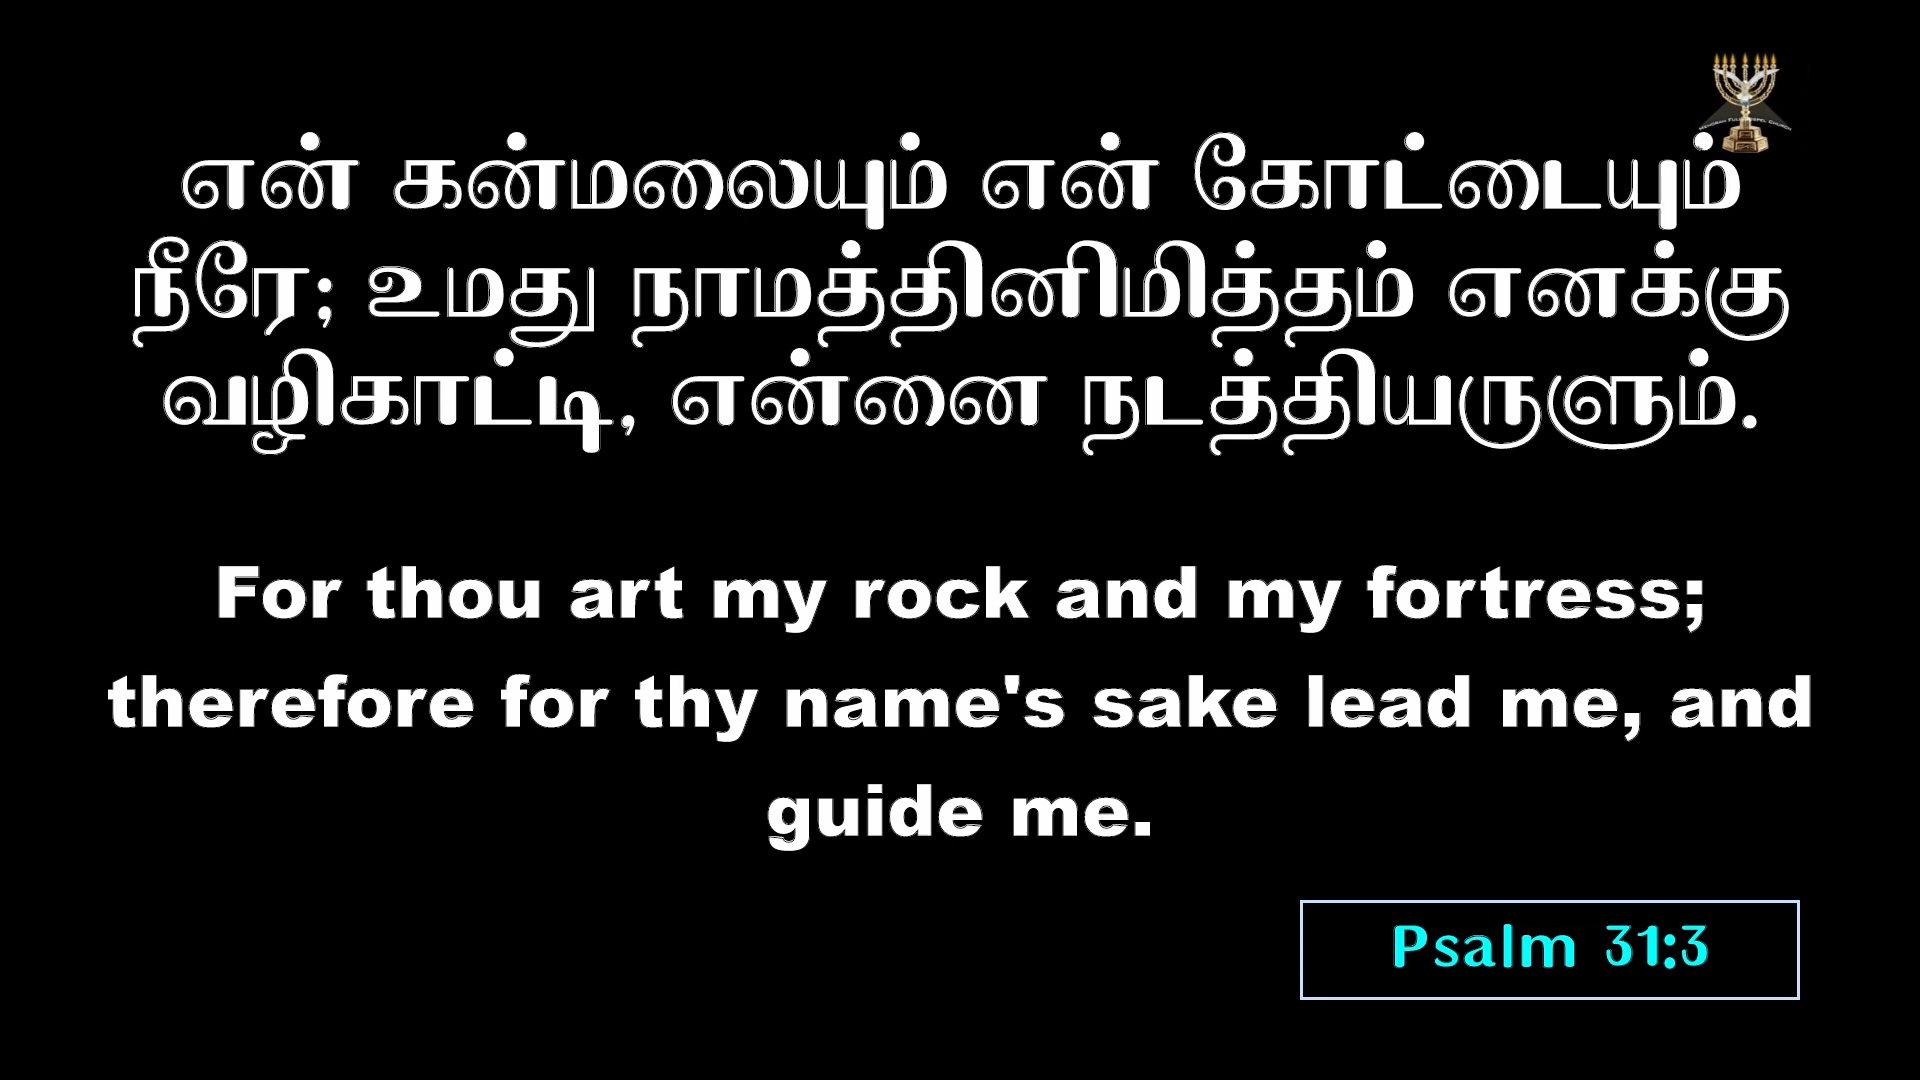 என் கன்மலையும் என் கோட்டையும்
நீரே; உமது நாமத்தினிமித்தம் எனக்கு
வழிகாட்டி, என்னை நடத்தியருளும்.
For thou art my rock and my fortress;
therefore for thy name's sake lead me, and
guide me.
Psalm 31:3